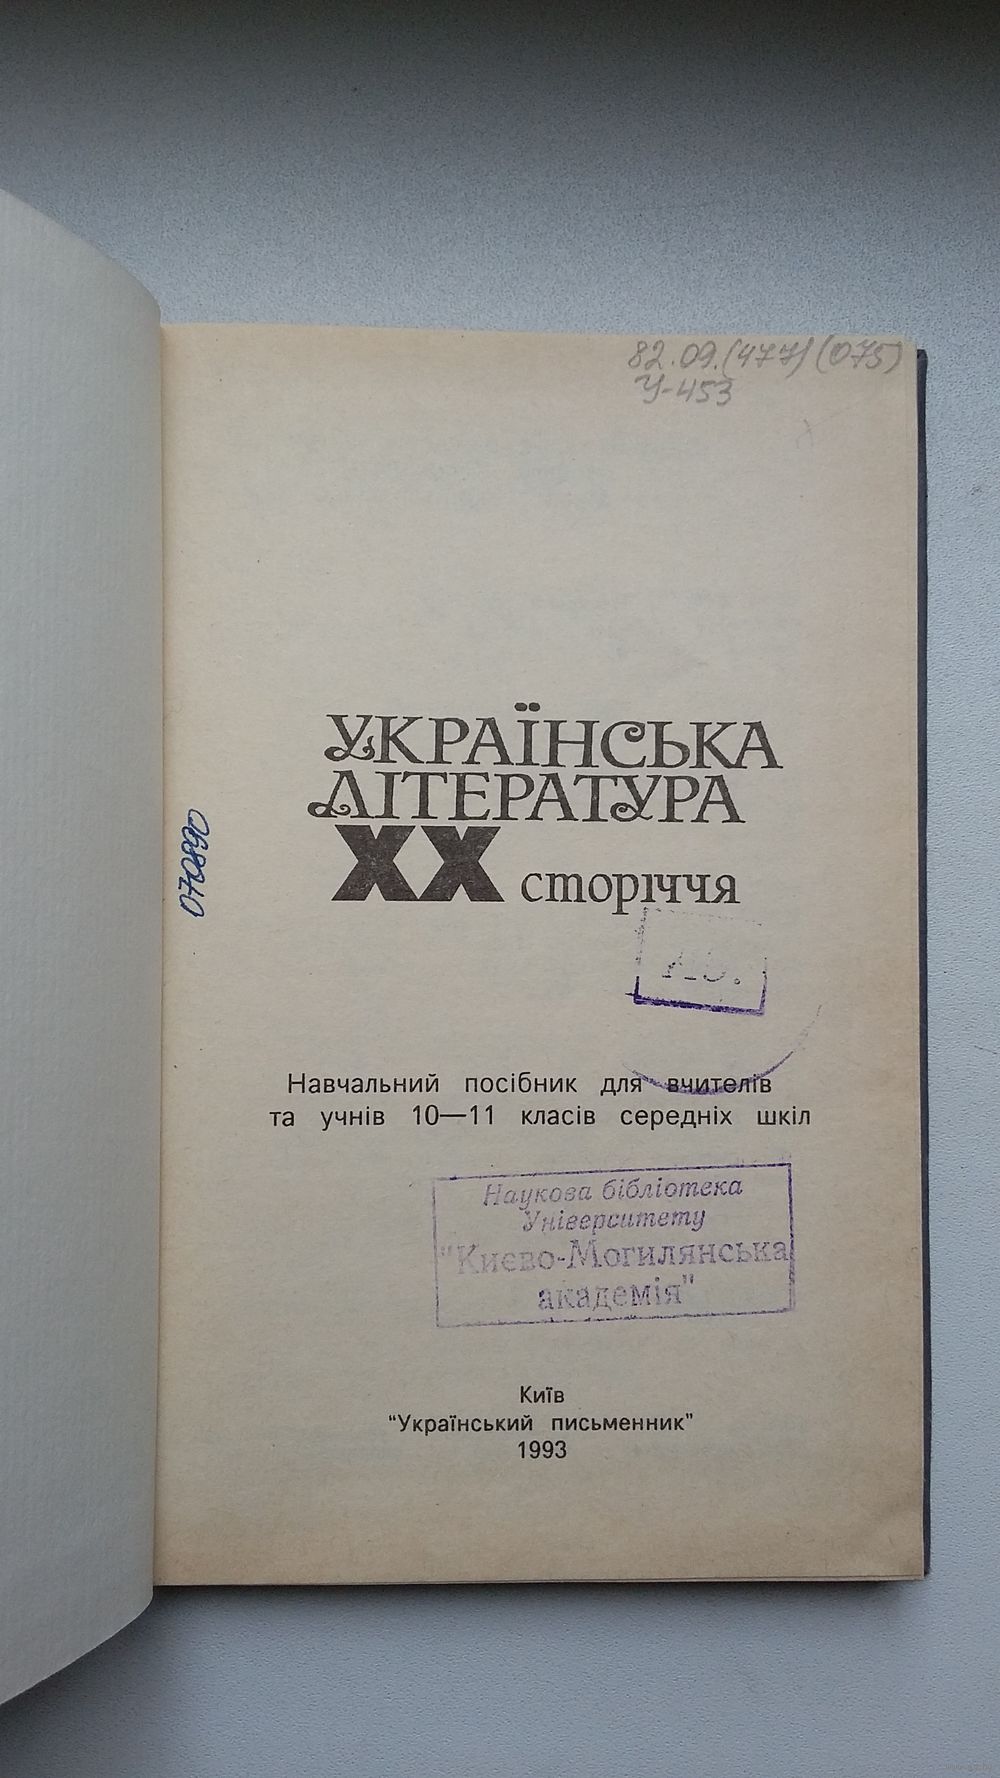 82.09.(477)(075)
У-453
УКРАЇНСЬКА
ЛІТЕРАТУРА
XX сторіччя
070890
Навчальний посібник для вчителів
та учнів 10—11 класів середніх шкіл
Наукова бібліотека
Університету
"Києво-Могилянська
академія"
Київ
“Український письменник”
1993